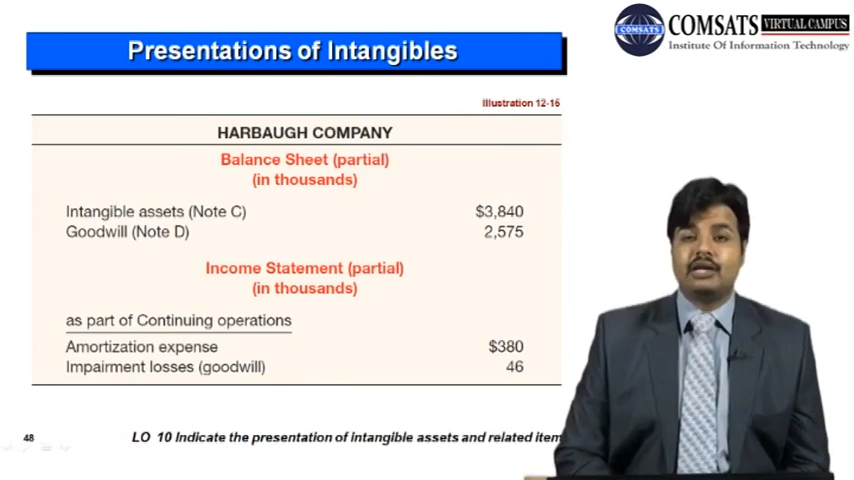 Presentations of Intangibles
COMSATS
COMSATS VIRTUAL CAMPUS
Institute Of Information Technology
Illustration 12-15
HARBAUGH COMPANY
Balance Sheet (partial)
(in thousands)
Intangible assets (Note C) $3,840
Goodwill (Note D) 2,575
Income Statement (partial)
(in thousands)
as part of Continuing operations
Amortization expense $380
Impairment losses (goodwill) 46
48
LO 10 Indicate the presentation of intangible assets and related item